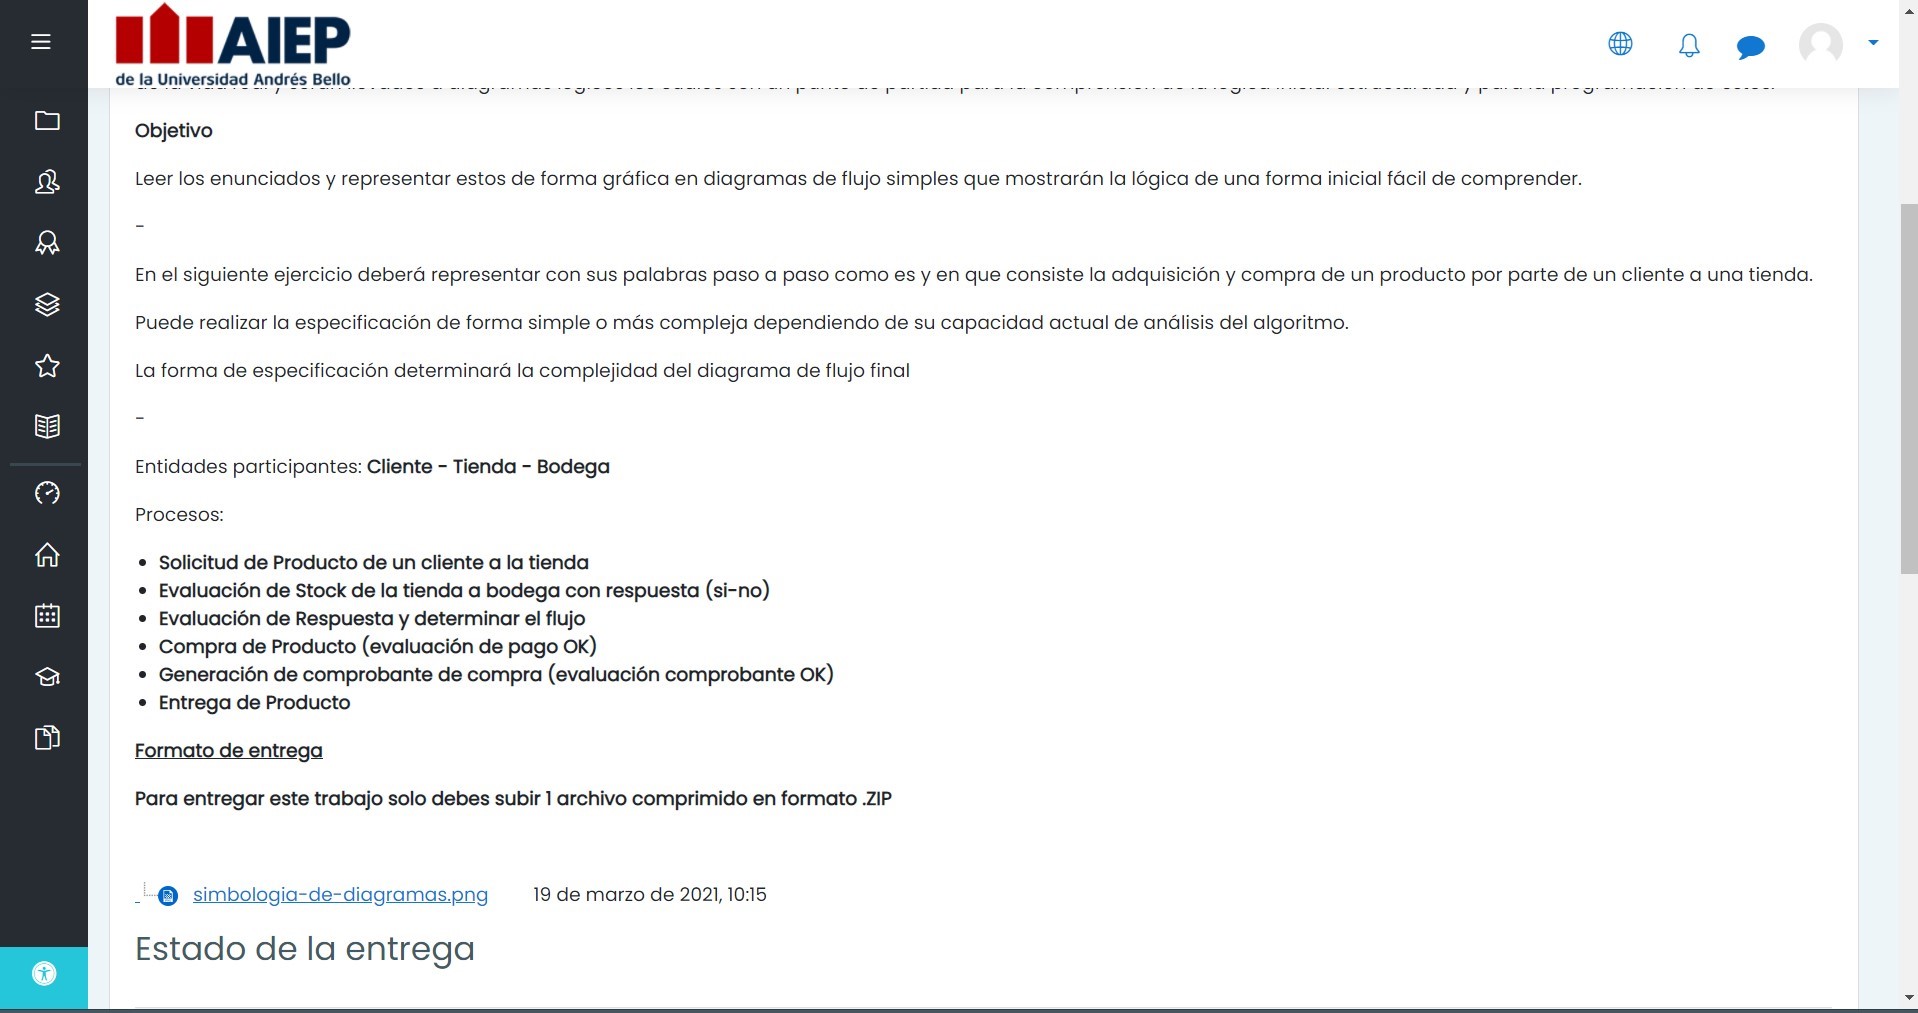 AIEP
de la Universidad Andrés Bello
Objetivo
Leer los enunciados y representar estos de forma gráfica en diagramas de flujo simples que mostrarán la lógica de una forma inicial fácil de comprender.
-
En el siguiente ejercicio deberá representar con sus palabras paso a paso como es y en que consiste la adquisición y compra de un producto por parte de un cliente a una tienda.
Puede realizar la especificación de forma simple o más compleja dependiendo de su capacidad actual de análisis del algoritmo.
La forma de especificación determinará la complejidad del diagrama de flujo final
-
Entidades participantes: Cliente - Tienda - Bodega
Procesos:
• Solicitud de Producto de un cliente a la tienda
• Evaluación de Stock de la tienda a bodega con respuesta (si-no)
• Evaluación de Respuesta y determinar el flujo
• Compra de Producto (evaluación de pago OK)
• Generación de comprobante de compra (evaluación comprobante OK)
• Entrega de Producto
Formato de entrega
Para entregar este trabajo solo debes subir 1 archivo comprimido en formato .ZIP
simbologia-de-diagramas.png 19 de marzo de 2021, 10:15
Estado de la entrega